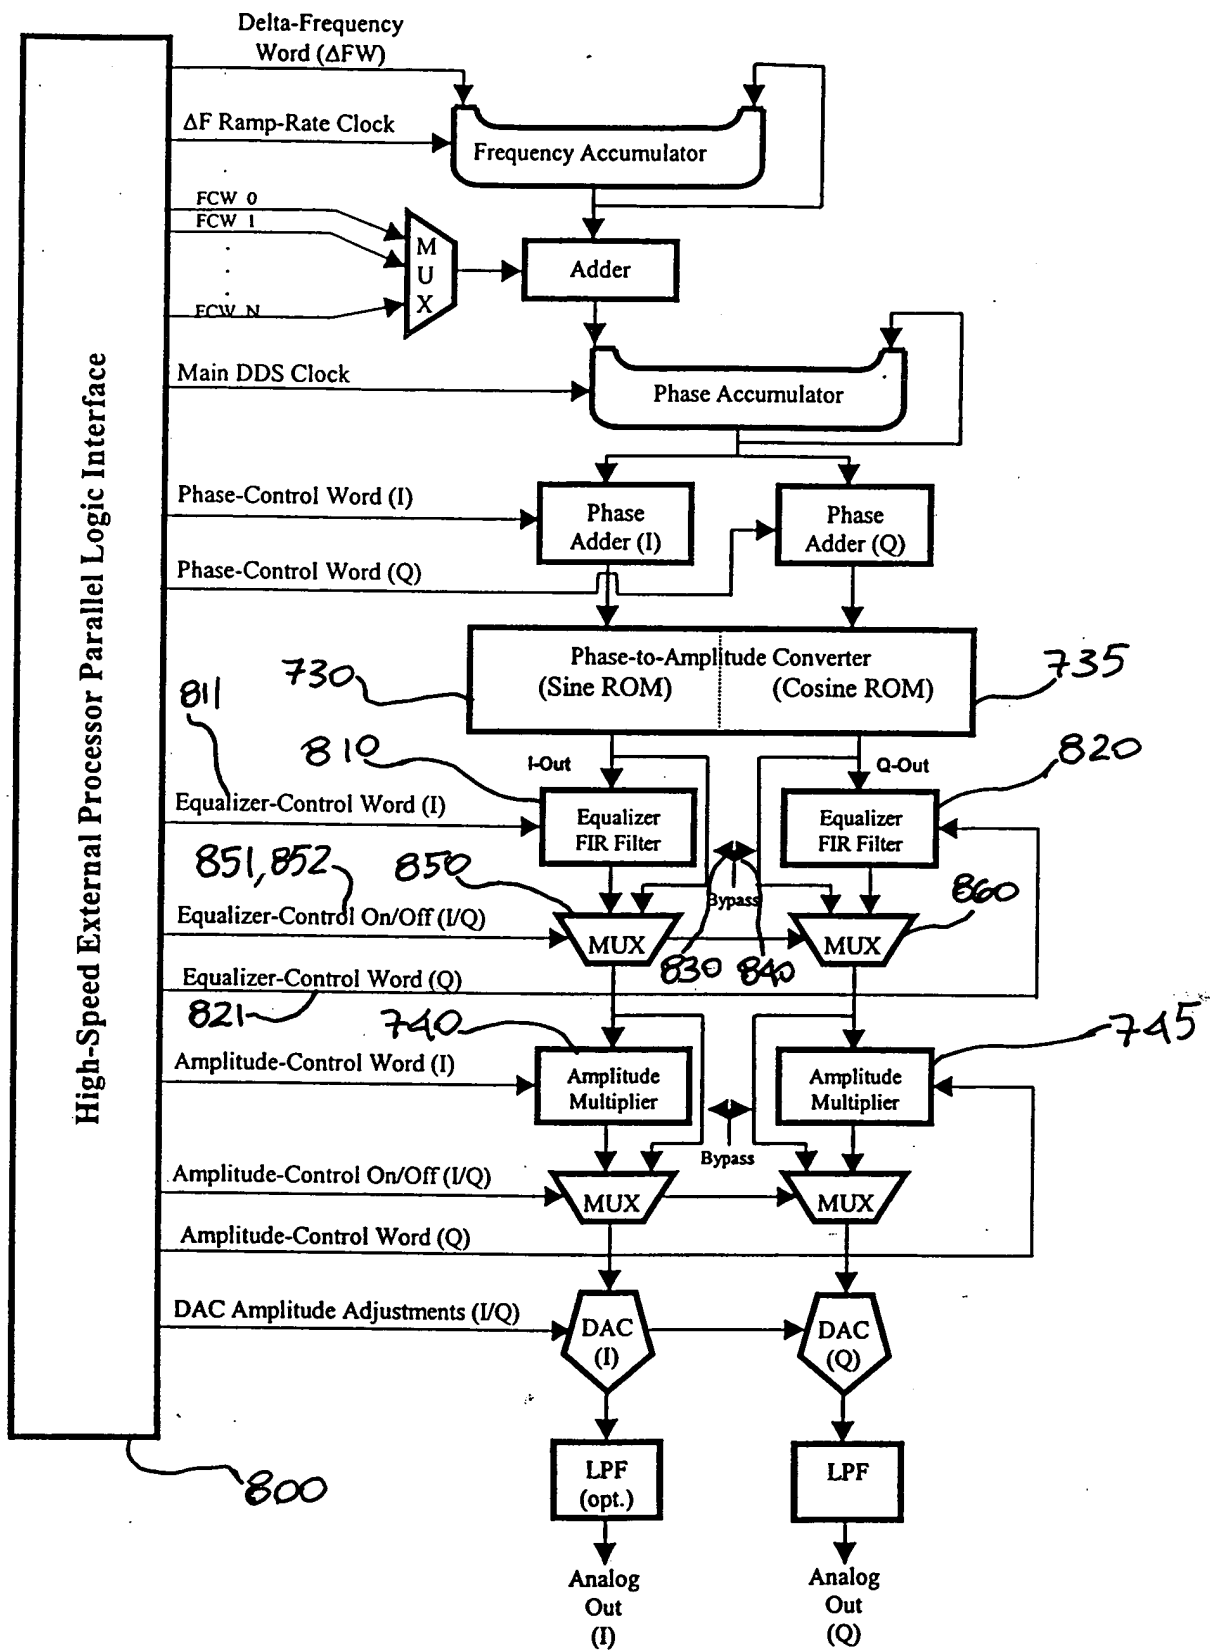 Delta-Frequency
Word (ΔFW)
ΔF Ramp-Rate Clock
Frequency Accumulator
FCW 0
FCW 1
FCW N
M
U
X
Adder
Main DDS Clock
Phase Accumulator
High-Speed External Processor Parallel Logic Interface
Phase-Control Word (I)
Phase
Adder (I)
Phase
Adder (Q)
Phase-Control Word (Q)
Phase-to-Amplitude Converter
(Sine ROM)
(Cosine ROM)
730
735
811
810
I-Out
Q-Out
820
Equalizer-Control Word (I)
Equalizer
FIR Filter
Equalizer
FIR Filter
851,852
850
Bypass
860
Equalizer-Control On/Off (I/Q)
MUX
MUX
830
840
Equalizer-Control Word (Q)
821
740
745
Amplitude-Control Word (I)
Amplitude
Multiplier
Amplitude
Multiplier
Bypass
Amplitude-Control On/Off (I/Q)
MUX
MUX
Amplitude-Control Word (Q)
DAC Amplitude Adjustments (I/Q)
DAC
(I)
DAC
(Q)
800
LPF
(opt.)
LPF
Analog
Out
(I)
Analog
Out
(Q)